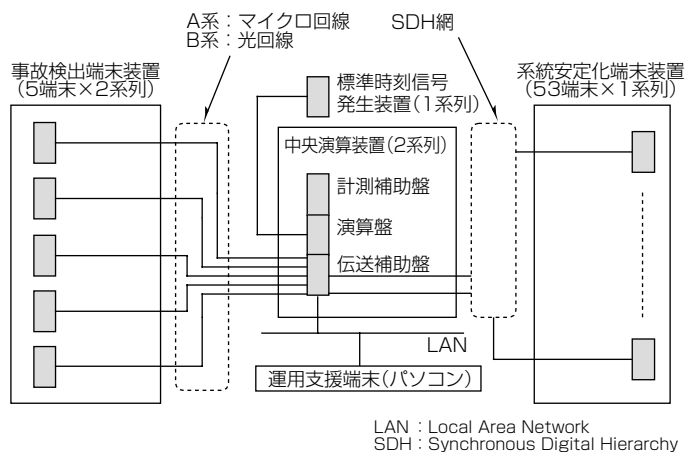 A系：マイクロ回線
B系：光回線
SDH網
事故検出端末装置
（5端末×2系列）
標準時刻信号
発生装置（1系列）
系統安定化端末装置
（53端末×1系列）
中央演算装置（2系列）
計測補助盤
演算盤
伝送補助盤
LAN
運用支援端末（パソコン）
LAN：Local Area Network
SDH：Synchronous Digital Hierarchy